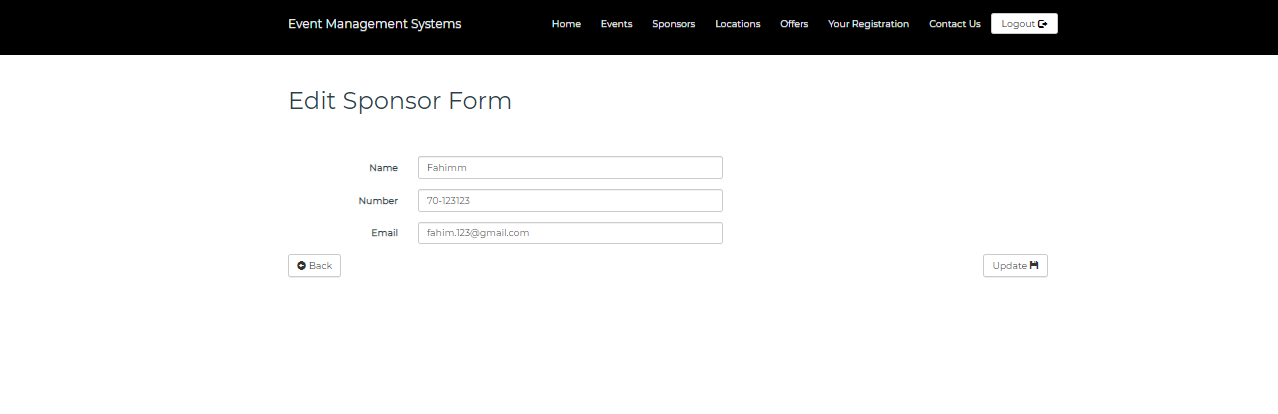 Event Management Systems Home Events Sponsors Locations Offers Your Registration Contact Us Logout
Edit Sponsor Form
Name Fahimm
Number 70-123123
Email fahim.123@gmail.com
Back Update